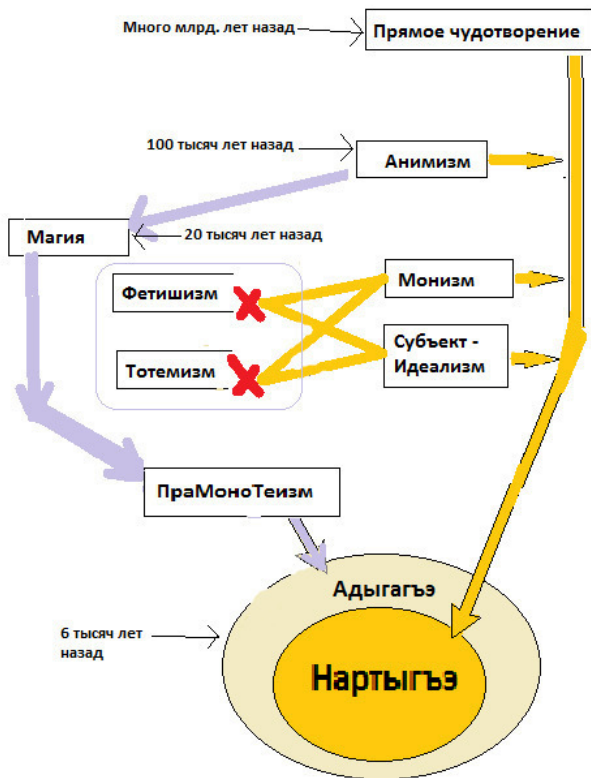 Много млрд. лет назад
Прямое чудотворение
100 тысяч лет назад
Анимизм
Магия
20 тысяч лет назад
Фетишизм
Монизм
Субъект -
Идеализм
Тотемизм
ПраМоноТеизм
Адыгагъэ
6 тысяч лет
назад
Нартыгъэ